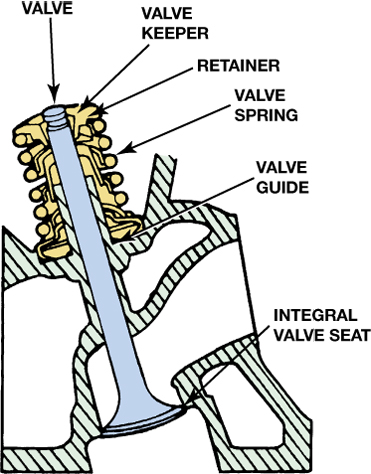 VALVE
VALVE
KEEPER
RETAINER
VALVE
SPRING
VALVE
GUIDE
INTEGRAL
VALVE SEAT